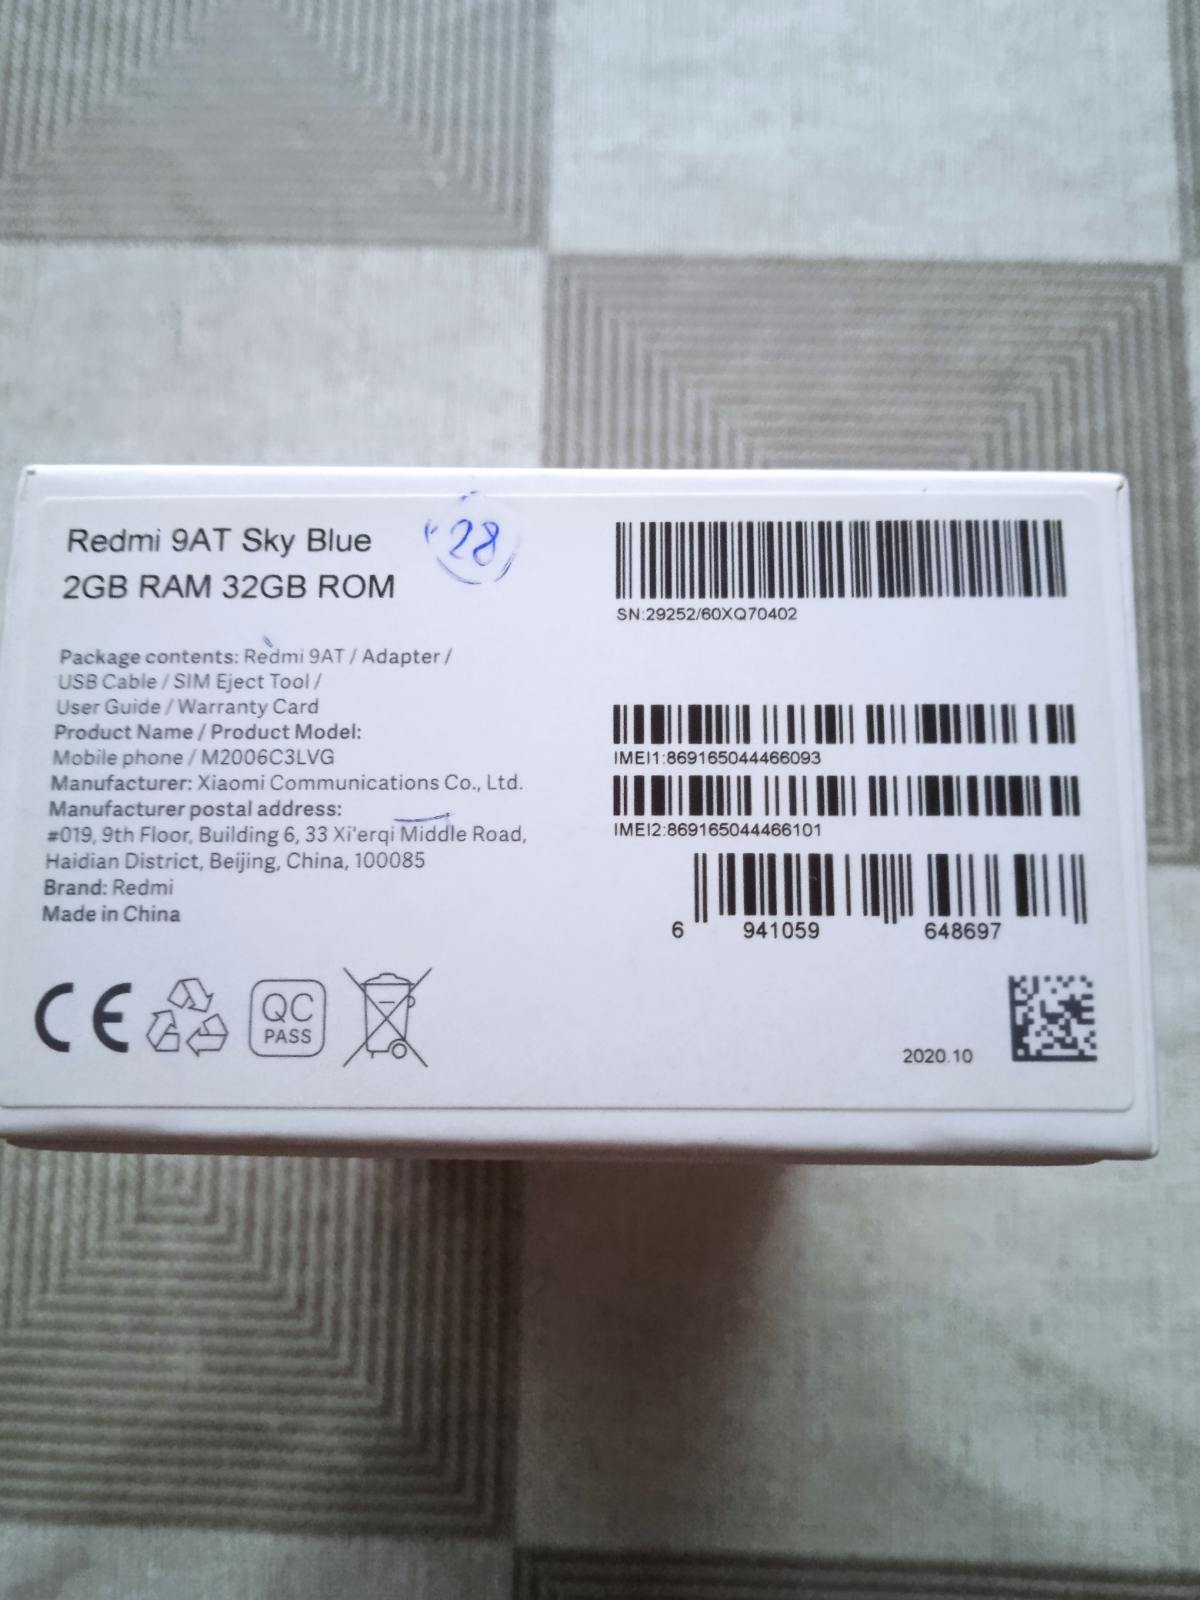 Redmi 9AT Sky Blue
2GB RAM 32GB ROM
28
Package contents: Redmi 9AT / Adapter /
USB Cable / SIM Eject Tool /
User Guide / Warranty Card
Product Name / Product Model:
Mobile phone / M2006C3LVG
Manufacturer: Xiaomi Communications Co., Ltd.
Manufacturer postal address:
#019, 9th Floor, Building 6, 33 Xi'erqi Middle Road,
Haidian District, Beijing, China, 100085
Brand: Redmi
Made in China
CE
QC
PASS
SN:29252/60XQ70402
IMEI1:869165044466093
IMEI2:869165044466101
6 941059 648697
2020.10